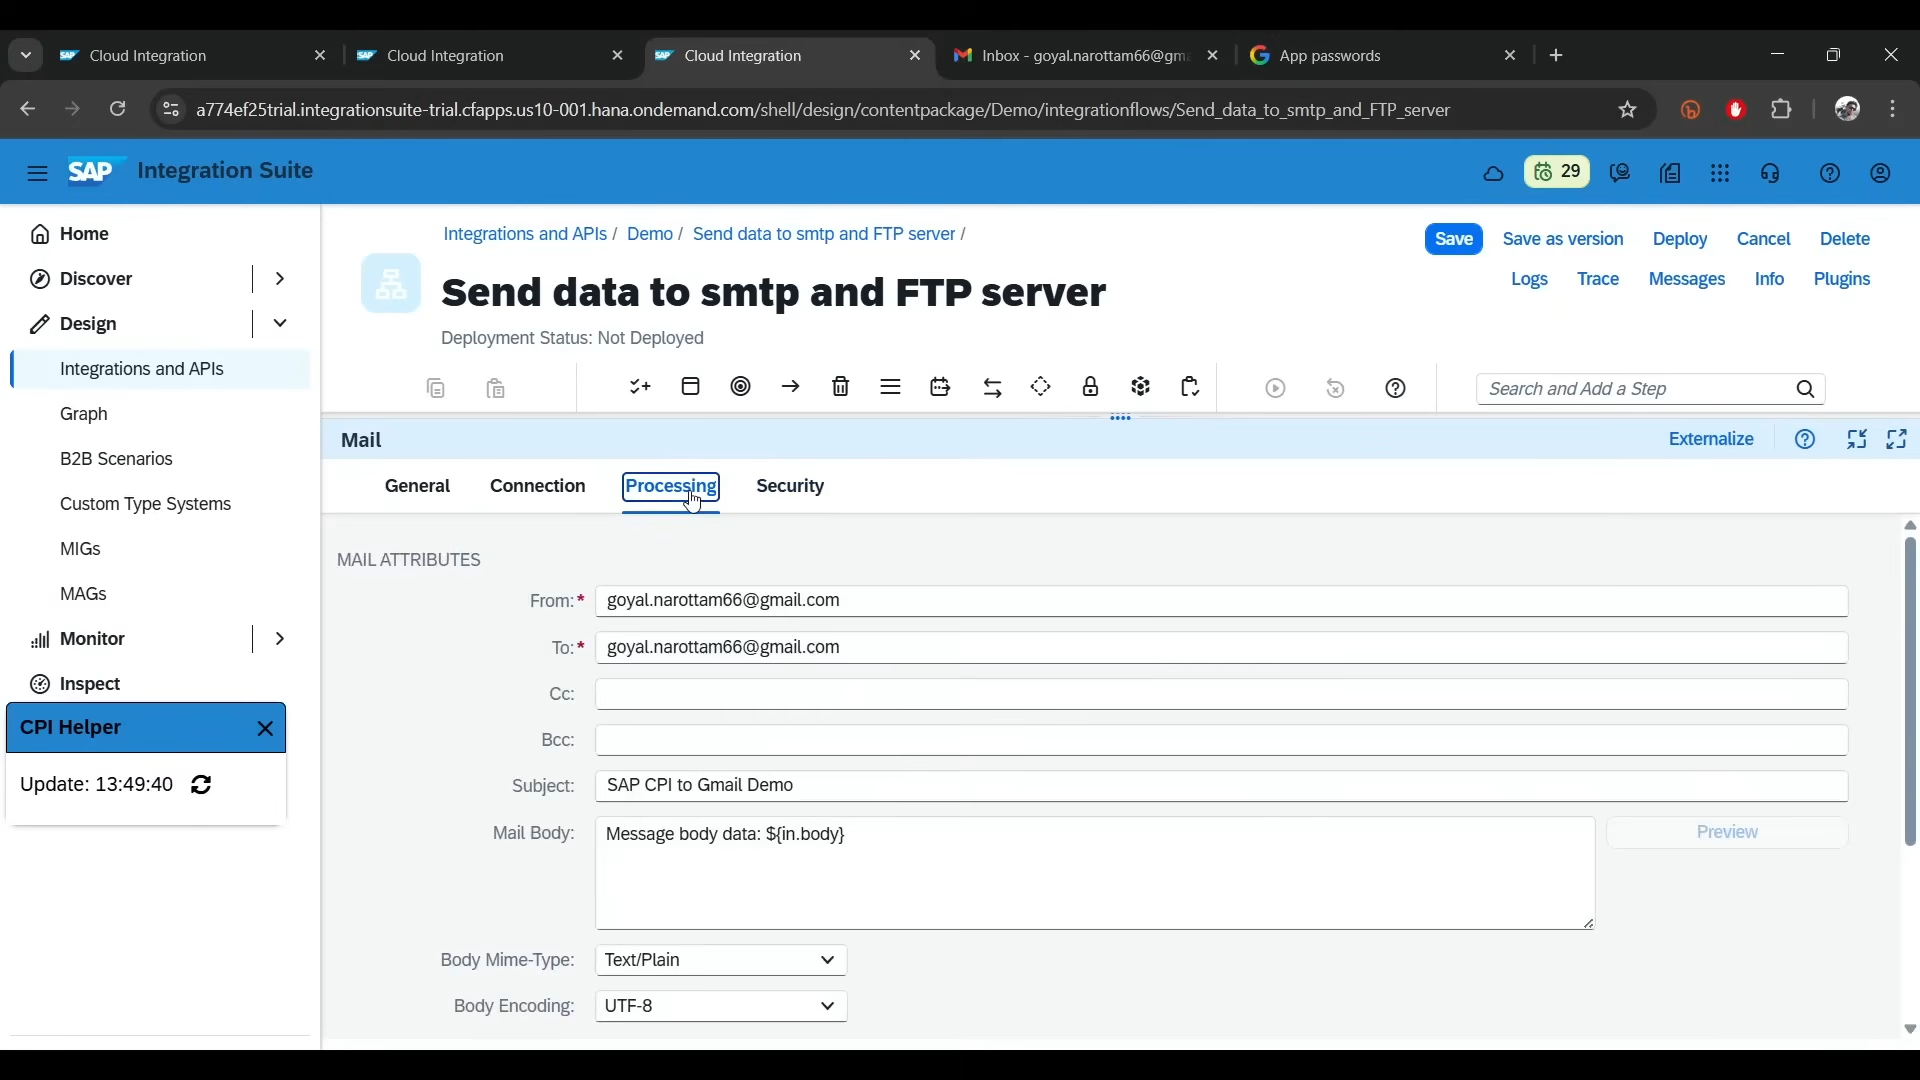 Cloud Integration
Cloud Integration
Cloud Integration
Inbox - goyal.narottam66@gm
App passwords
a774ef25trial.integrationsuite-trial.cfapps.us10-001.hana.ondemand.com/shell/design/contentpackage/Demo/integrationflows/Send_data_to_smtp_and_FTP_server
SAP Integration Suite
29
Home
Discover
Design
Integrations and APIs
Graph
B2B Scenarios
Custom Type Systems
MIGs
MAGs
Monitor
Inspect
CPI Helper
Update: 13:49:40
Integrations and APIs / Demo / Send data to smtp and FTP server /
Save Save as version Deploy Cancel Delete
Send data to smtp and FTP server
Logs Trace Messages Info Plugins
Deployment Status: Not Deployed
Search and Add a Step
Mail
Externalize
General Connection Processing Security
MAIL ATTRIBUTES
From:* goyal.narottam66@gmail.com
To:* goyal.narottam66@gmail.com
Cc:
Bcc:
Subject: SAP CPI to Gmail Demo
Mail Body: Message body data: ${in.body}
Preview
Body Mime-Type: Text/Plain
Body Encoding: UTF-8